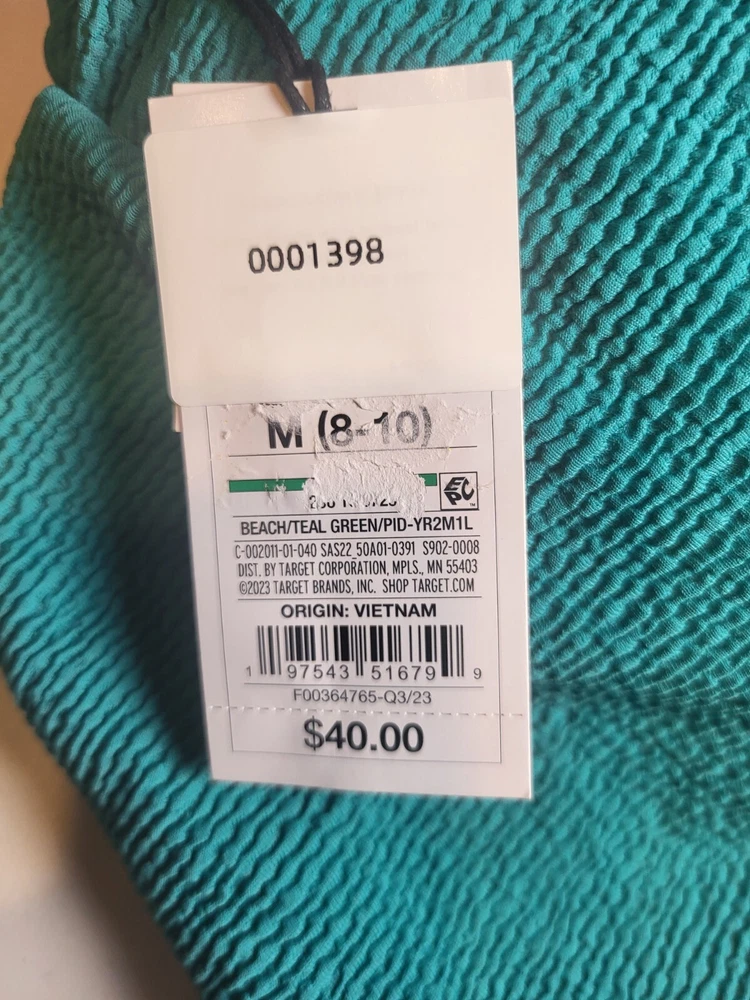 0001398
M (8-10)
EPC
BEACH/TEAL GREEN/PID-YR2M1L
C-002011-01-040 SAS22_50A01-0391 S902-0008
DIST. BY TARGET CORPORATION, MPLS., MN 55403
©2023 TARGET BRANDS, INC. SHOP TARGET.COM
ORIGIN: VIETNAM
1 97543 51679 9
F00364765-Q3/23
$40.00